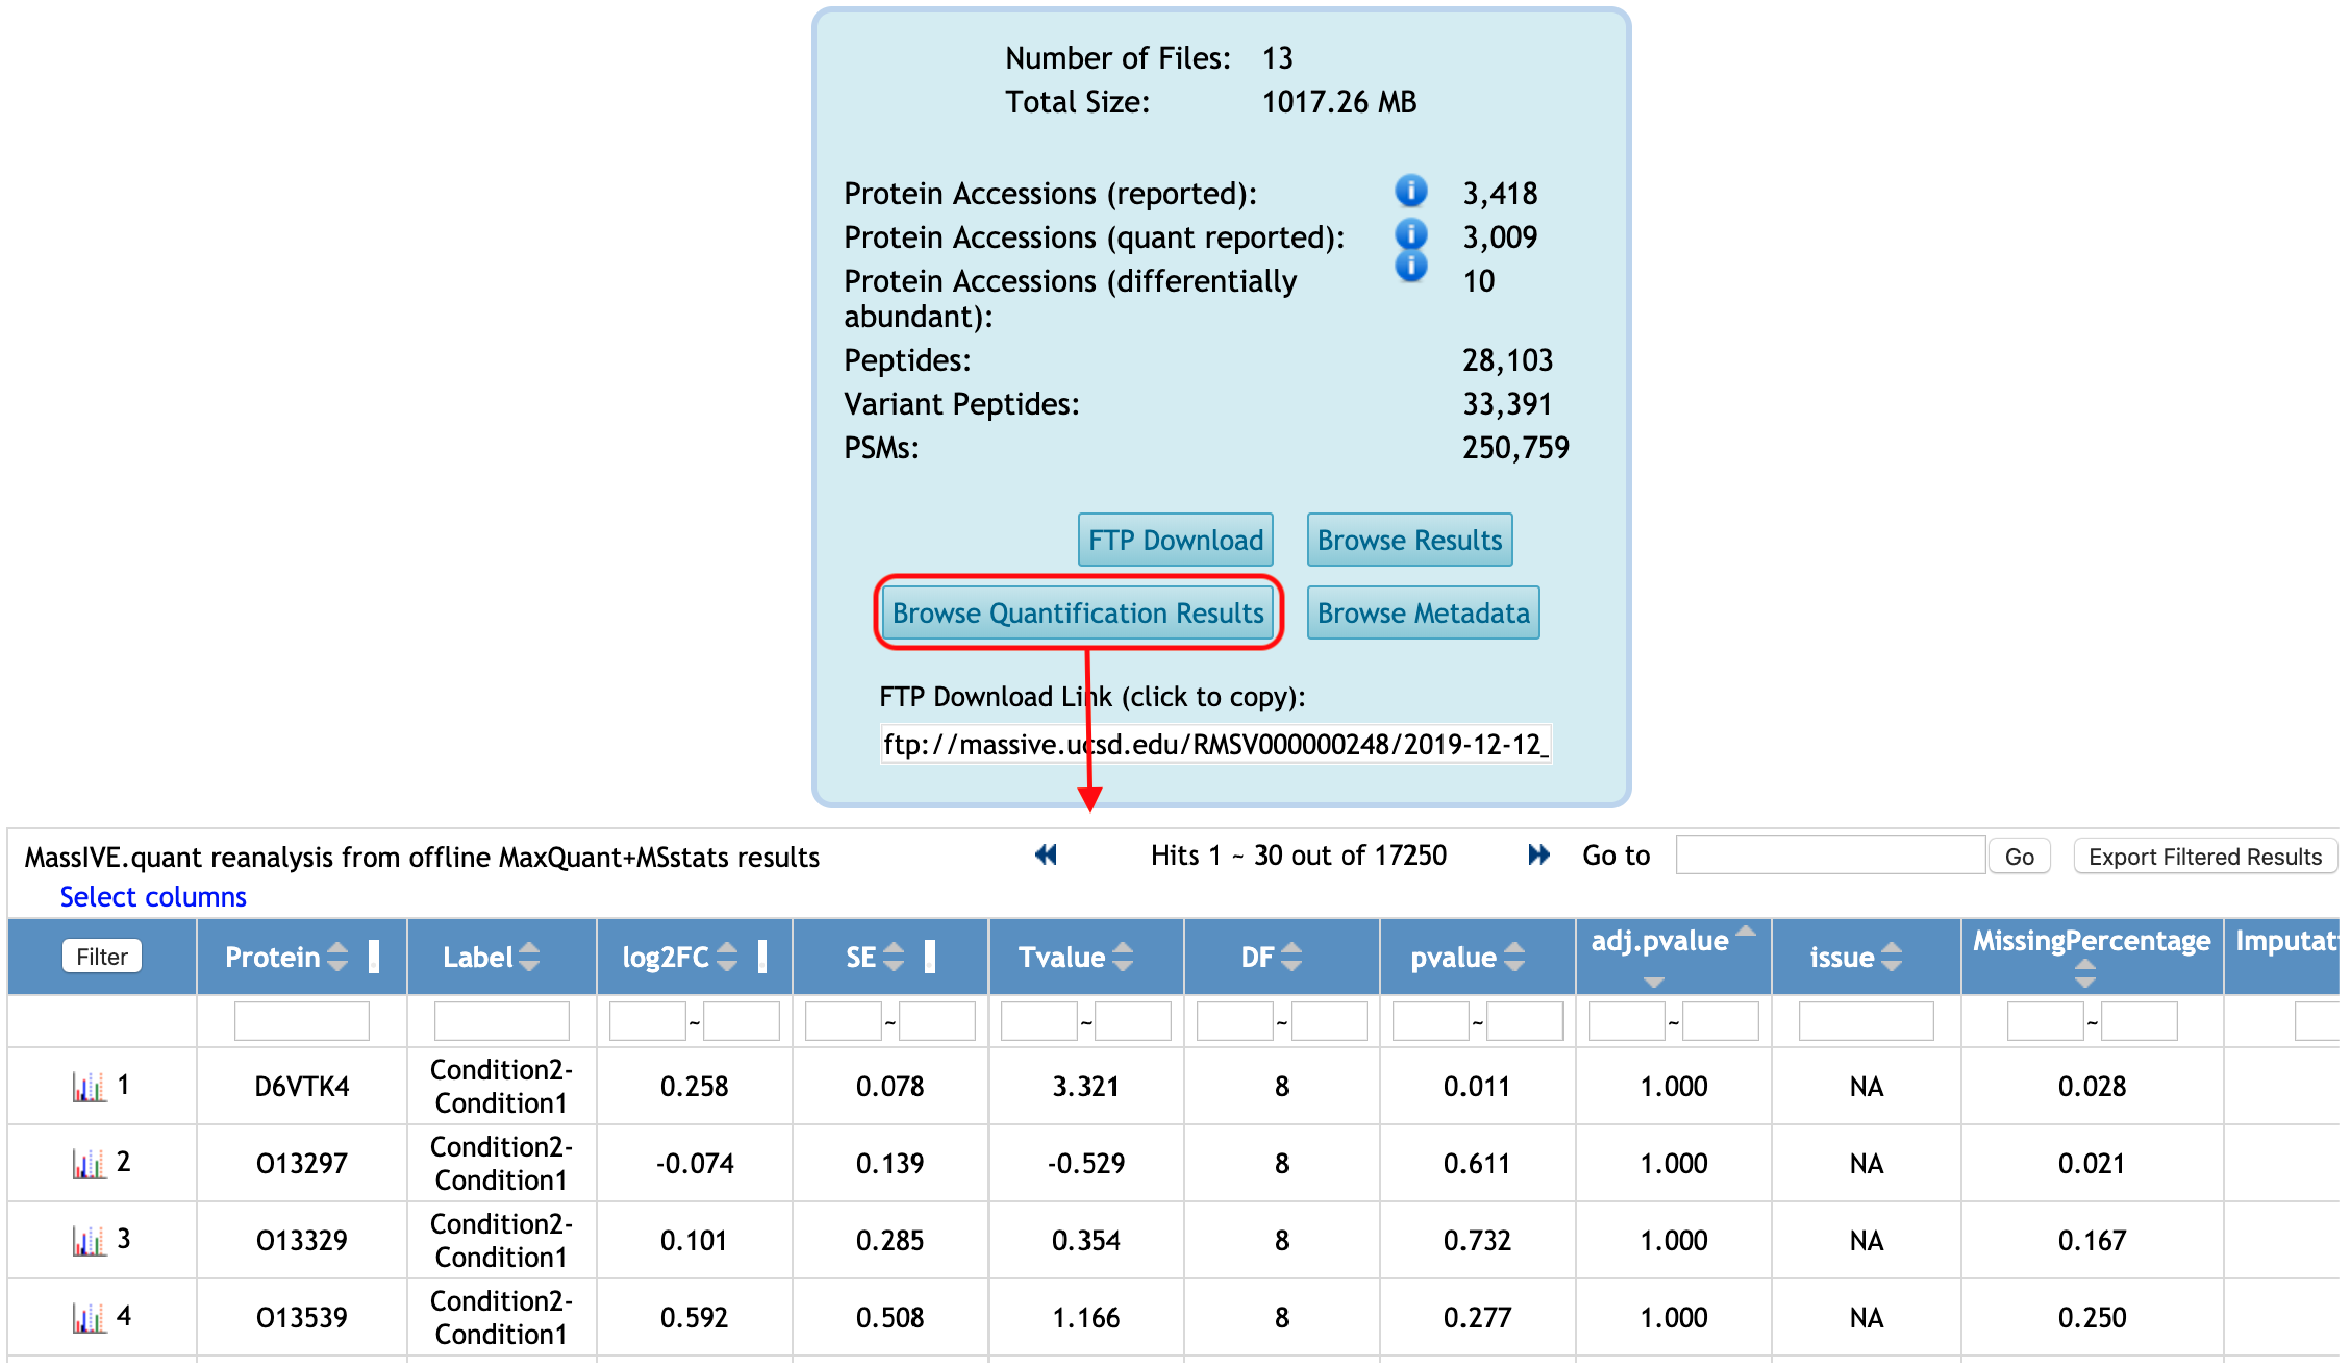 Number of Files: 13
Total Size: 1017.26 MB
Protein Accessions (reported): i 3,418
Protein Accessions (quant reported): i 3,009
Protein Accessions (differentially i 10
abundant):
Peptides: 28,103
Variant Peptides: 33,391
PSMs: 250,759
FTP Download Browse Results
Browse Quantification Results Browse Metadata
FTP Download Link (click to copy):
ftp://massive.ucsd.edu/RMSV000000248/2019-12-12_
MassIVE.quant reanalysis from offline MaxQuant+MSstats results Hits 1 ~ 30 out of 17250 Go to Go Export Filtered Results
Select columns
Filter Protein Label log2FC SE Tvalue DF pvalue adj.pvalue issue MissingPercentage Imputat
~ ~ ~ ~ ~ ~ ~
1 D6VTK4 Condition2-Condition1 0.258 0.078 3.321 8 0.011 1.000 NA 0.028
2 O13297 Condition2-Condition1 -0.074 0.139 -0.529 8 0.611 1.000 NA 0.021
3 O13329 Condition2-Condition1 0.101 0.285 0.354 8 0.732 1.000 NA 0.167
4 O13539 Condition2-Condition1 0.592 0.508 1.166 8 0.277 1.000 NA 0.250